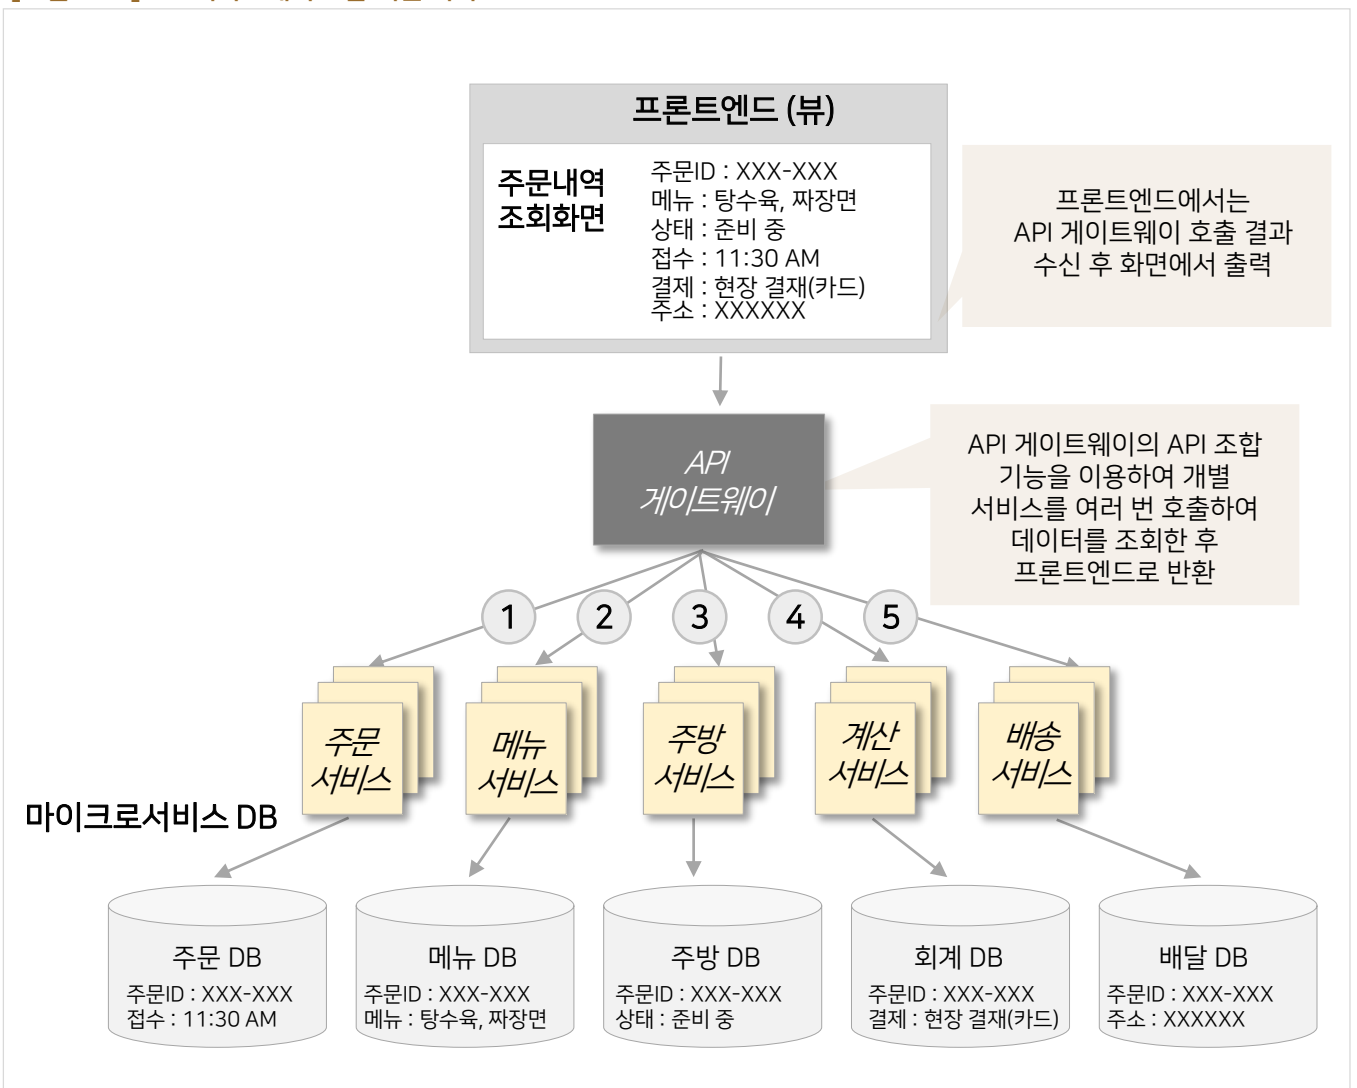 프론트엔드 (뷰)
주문내역
조회화면
주문ID : XXX-XXX
메뉴 : 탕수육, 짜장면
상태 : 준비 중
접수 : 11:30 AM
결제 : 현장 결재(카드)
주소 : XXXXXX
프론트엔드에서는
API 게이트웨이 호출 결과
수신 후 화면에서 출력
API
게이트웨이
API 게이트웨이의 API 조합
기능을 이용하여 개별
서비스를 여러 번 호출하여
데이터를 조회한 후
프론트엔드로 반환
1
2
3
4
5
주문
서비스
메뉴
서비스
주방
서비스
계산
서비스
배송
서비스
마이크로서비스 DB
주문 DB
주문ID : XXX-XXX
접수 : 11:30 AM
메뉴 DB
주문ID : XXX-XXX
메뉴 : 탕수육, 짜장면
주방 DB
주문ID : XXX-XXX
상태 : 준비 중
회계 DB
주문ID : XXX-XXX
결제 : 현장 결재(카드)
배달 DB
주문ID : XXX-XXX
주소 : XXXXXX